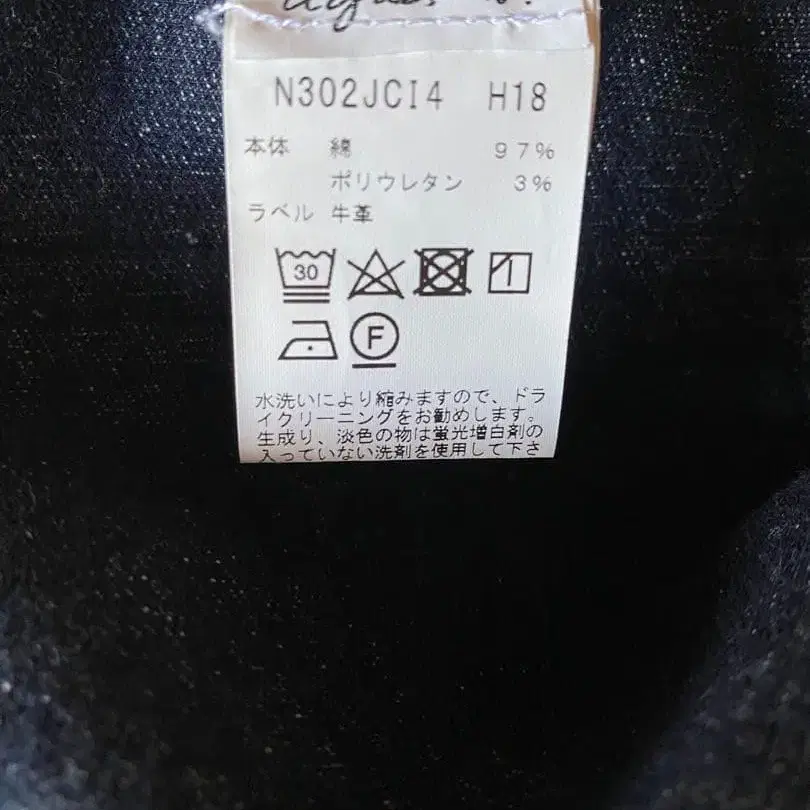 agnès b.
N302JCI4 H18
本体 綿 97%
ポリウレタン 3%
ラベル 牛革
30
F
水洗いにより縮みますので、ドラ
イクリーニングをお勧めします。
生成り、淡色の物は蛍光増白剤の
入っていない洗剤を使用して下さ